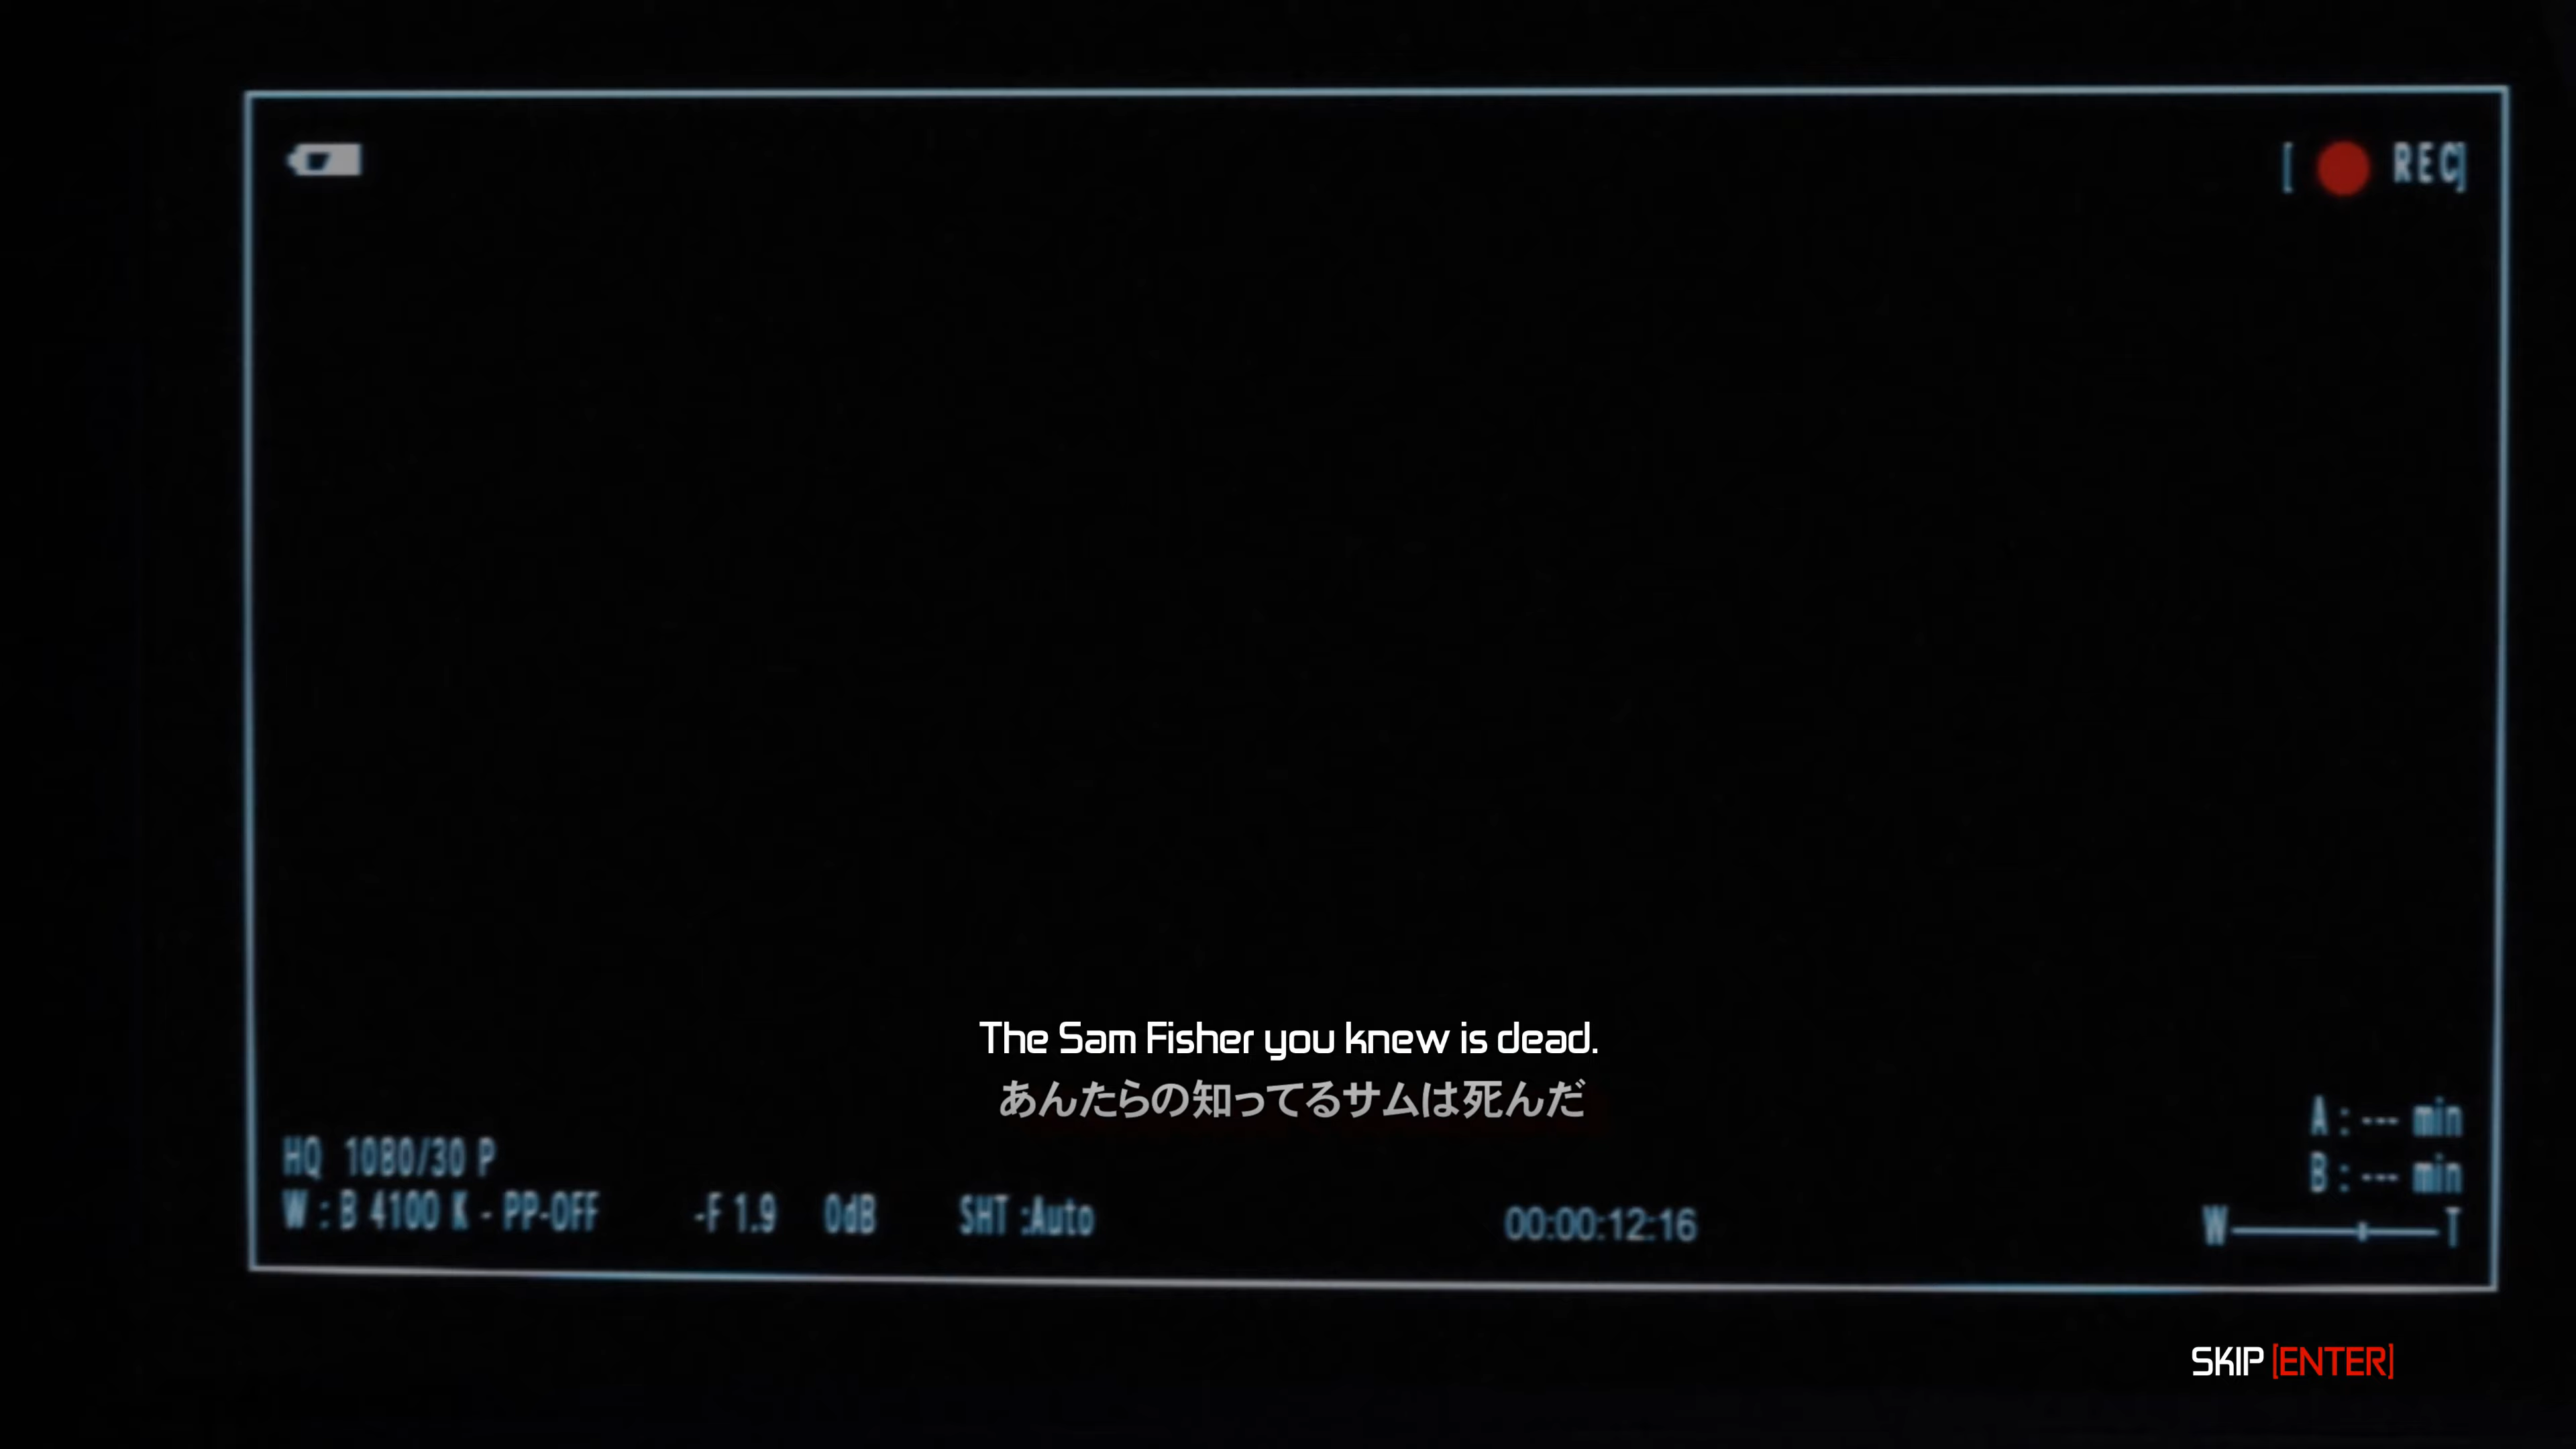 [ REC]
The Sam Fisher you knew is dead.
あんたらの知ってるサムは死んだ
A : --- min
HQ 1080/30 P
B : --- min
W : B 4100 K - PP-OFF -F 1.9 0dB SHT :Auto 00:00:12:16 W T
SKIP [ENTER]